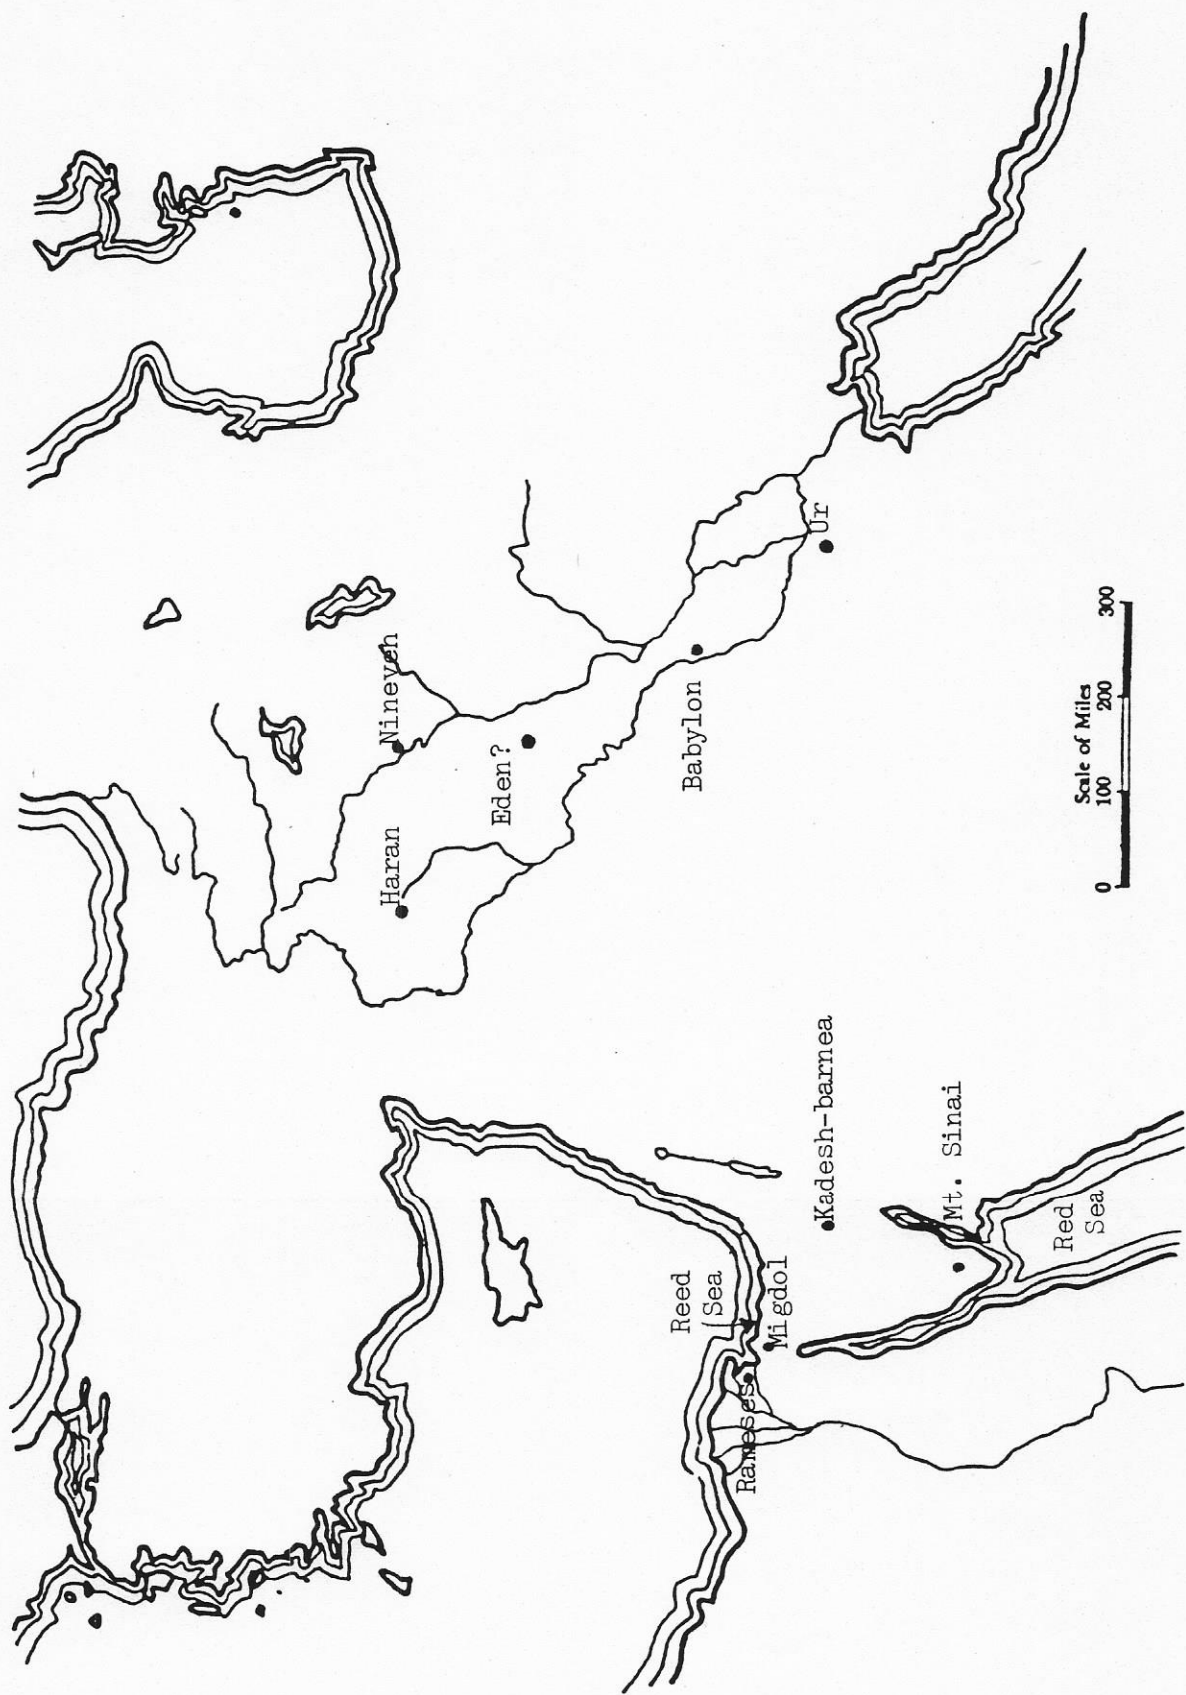 Haran
Nineveh
Eden?
Babylon
Ur
Reed
Sea
Rameses
Migdol
Kadesh-barnea
Mt. Sinai
Red
Sea
Scale of Miles
0 100 200 300